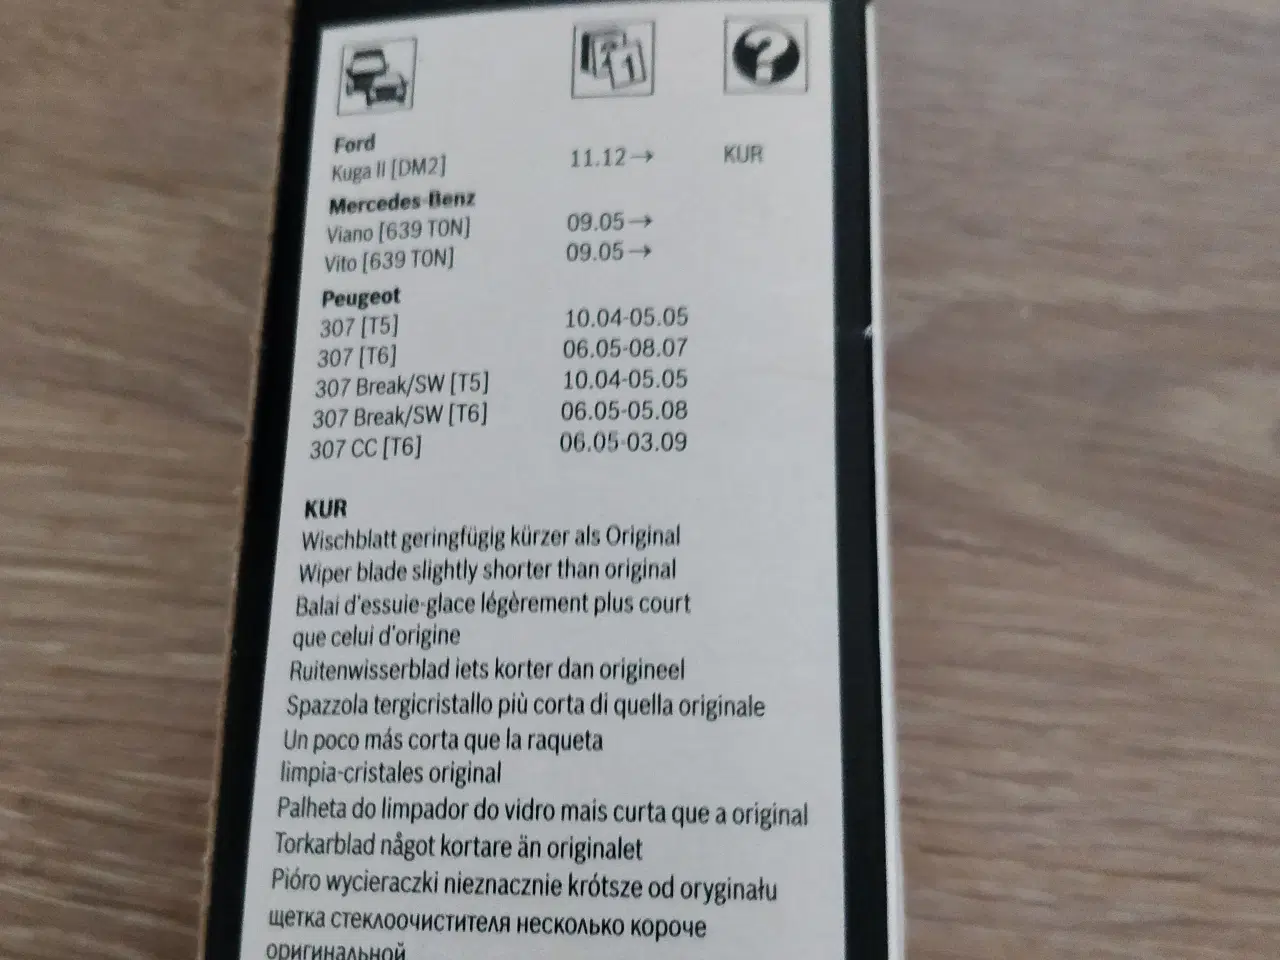 Ford
Kuga II [DM2] 11.12→ KUR
Mercedes-Benz
Viano [639 TON] 09.05→
Vito [639 TON] 09.05→
Peugeot
307 [T5] 10.04-05.05
307 [T6] 06.05-08.07
307 Break/SW [T5] 10.04-05.05
307 Break/SW [T6] 06.05-05.08
307 CC [T6] 06.05-03.09
KUR
Wischblatt geringfügig kürzer als Original
Wiper blade slightly shorter than original
Balai d'essuie-glace légèrement plus court
que celui d'origine
Ruitenwisserblad iets korter dan origineel
Spazzola tergicristallo più corta di quella originale
Un poco más corta que la raqueta
limpia-cristales original
Palheta do limpador do vidro mais curta que a original
Torkarblad något kortare än originalet
Pióro wycieraczki nieznacznie krótsze od oryginału
щетка стеклоочистителя несколько короче
оригинальной